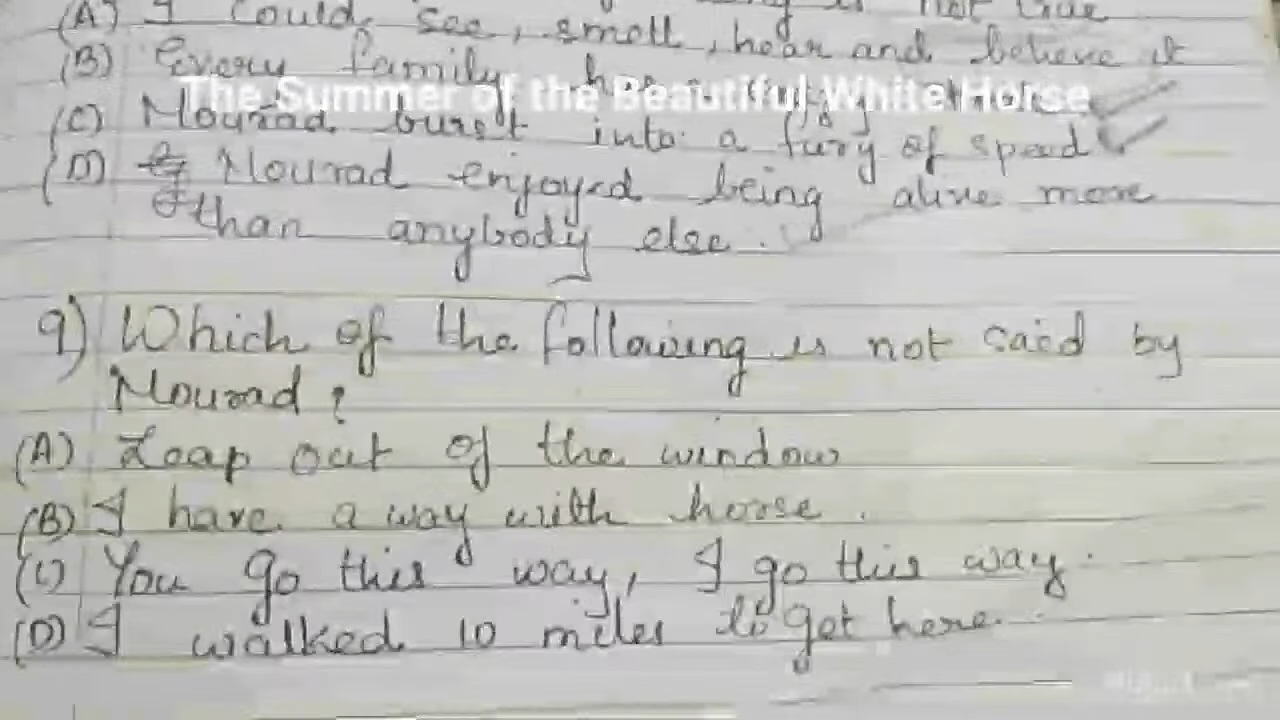 (A) I could see, smell, hear and believe it
(B) Every family
The Summer of the Beautiful White Horse
(C) Mourad burst into a fury of speed
(D) Mourad enjoyed being alive more
than anybody else.
9) Which of the following is not said by
Mourad?
(A) Leap out of the window
(B) I have a way with horse.
(C) You go this way, I go this way.
(D) I walked 10 miles to get here.